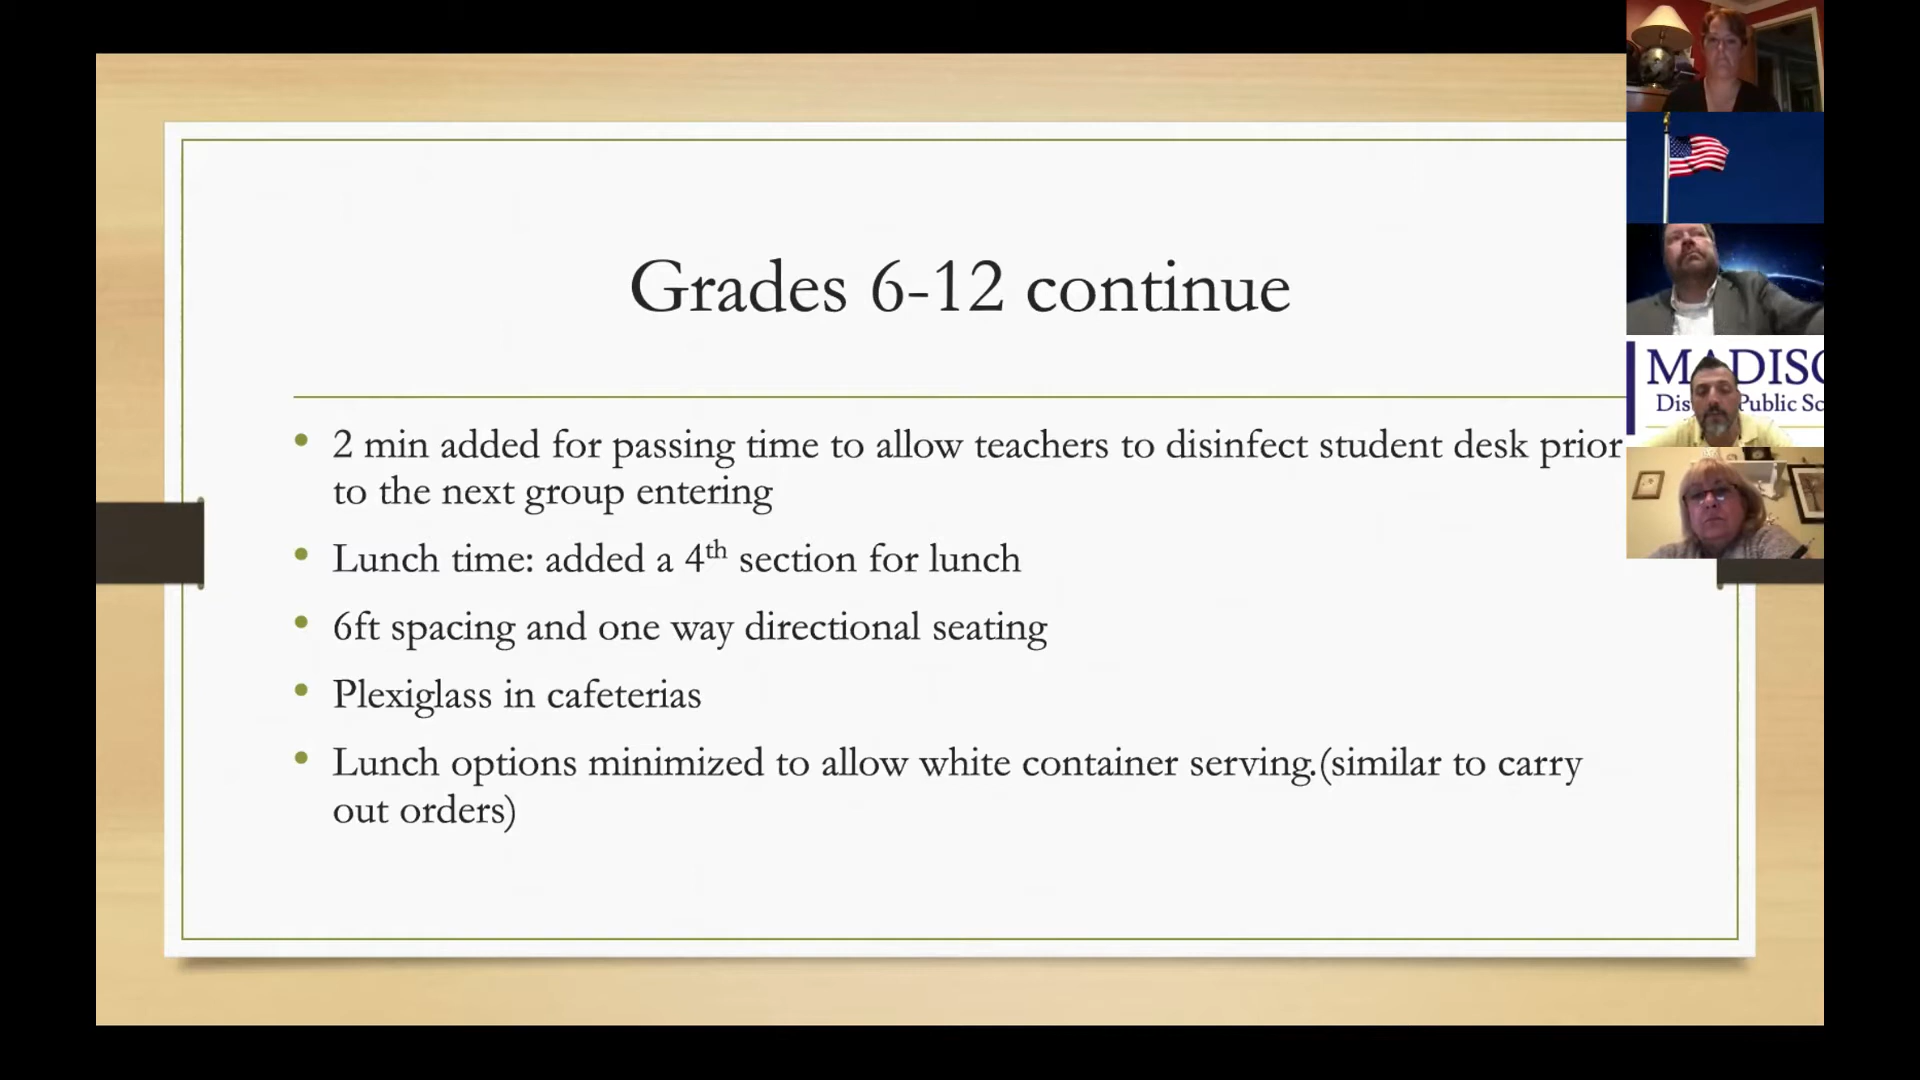 Grades 6-12 continue
• 2 min added for passing time to allow teachers to disinfect student desk prior
to the next group entering
• Lunch time: added a 4th section for lunch
• 6ft spacing and one way directional seating
• Plexiglass in cafeterias
• Lunch options minimized to allow white container serving.(similar to carry
out orders)
MADISO
Dis Public Sc